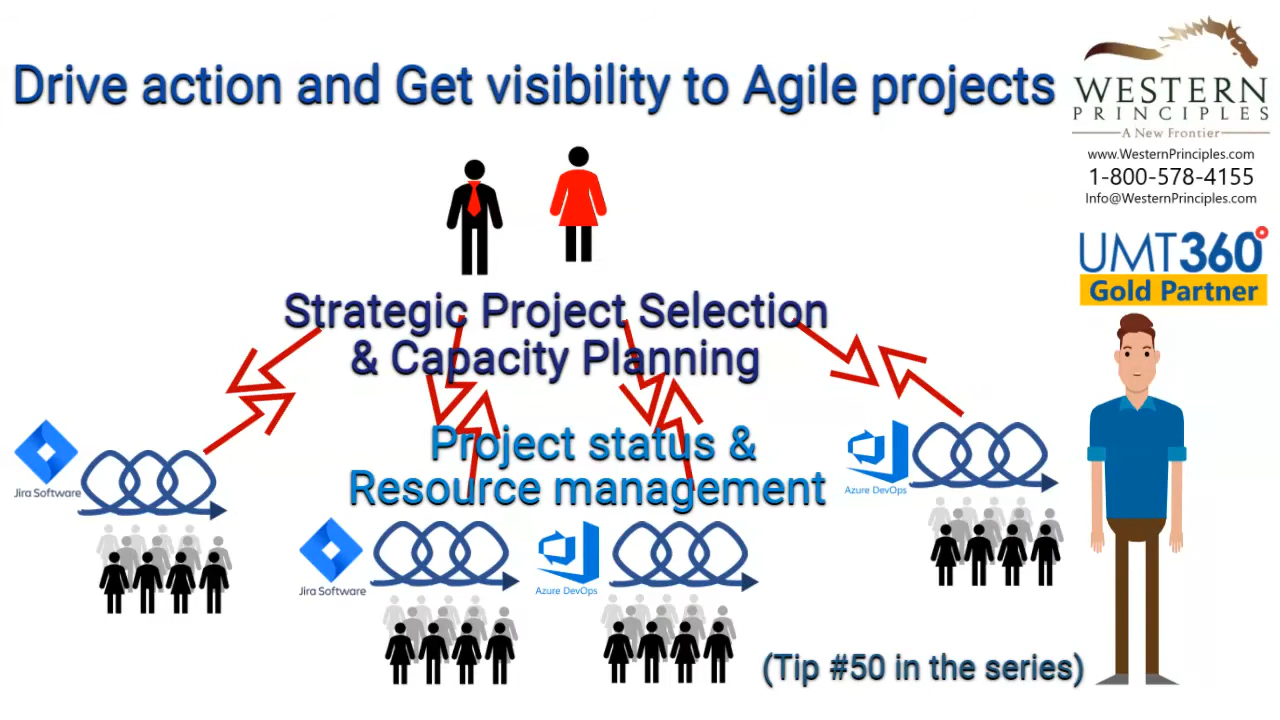 Drive action and Get visibility to Agile projects
WESTERN
PRINCIPLES
A New Frontier
www.WesternPrinciples.com
1-800-578-4155
Info@WesternPrinciples.com
UMT360
Gold Partner
Strategic Project Selection
& Capacity Planning
Project status &
Resource management
Jira Software
Azure DevOps
Jira Software
Azure DevOps
(Tip #50 in the series)